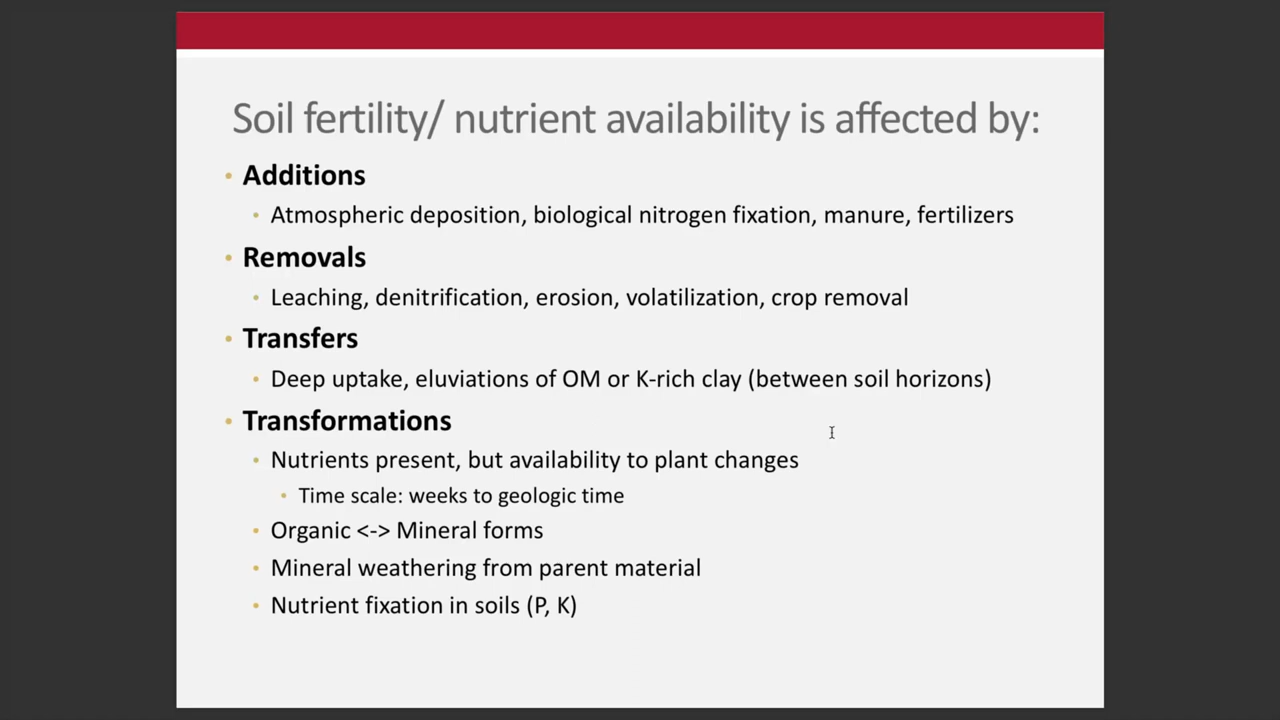 Soil fertility/ nutrient availability is affected by:
• Additions
• Atmospheric deposition, biological nitrogen fixation, manure, fertilizers
• Removals
• Leaching, denitrification, erosion, volatilization, crop removal
• Transfers
• Deep uptake, eluviations of OM or K-rich clay (between soil horizons)
• Transformations
• Nutrients present, but availability to plant changes
• Time scale: weeks to geologic time
• Organic <-> Mineral forms
• Mineral weathering from parent material
• Nutrient fixation in soils (P, K)